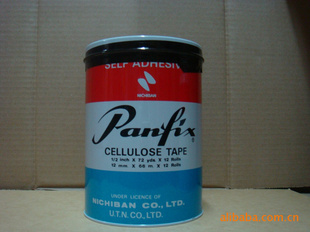 SELF ADHESIVE
NICHIBAN
Panfix
CELLULOSE TAPE
1/2 inch X 72 yds X 12 Rolls
12 mm X 66 m X 12 Rolls
UNDER LICENCE OF
NICHIBAN CO., LTD.
U.T.N. CO., LTD.
alibaba.com.cn